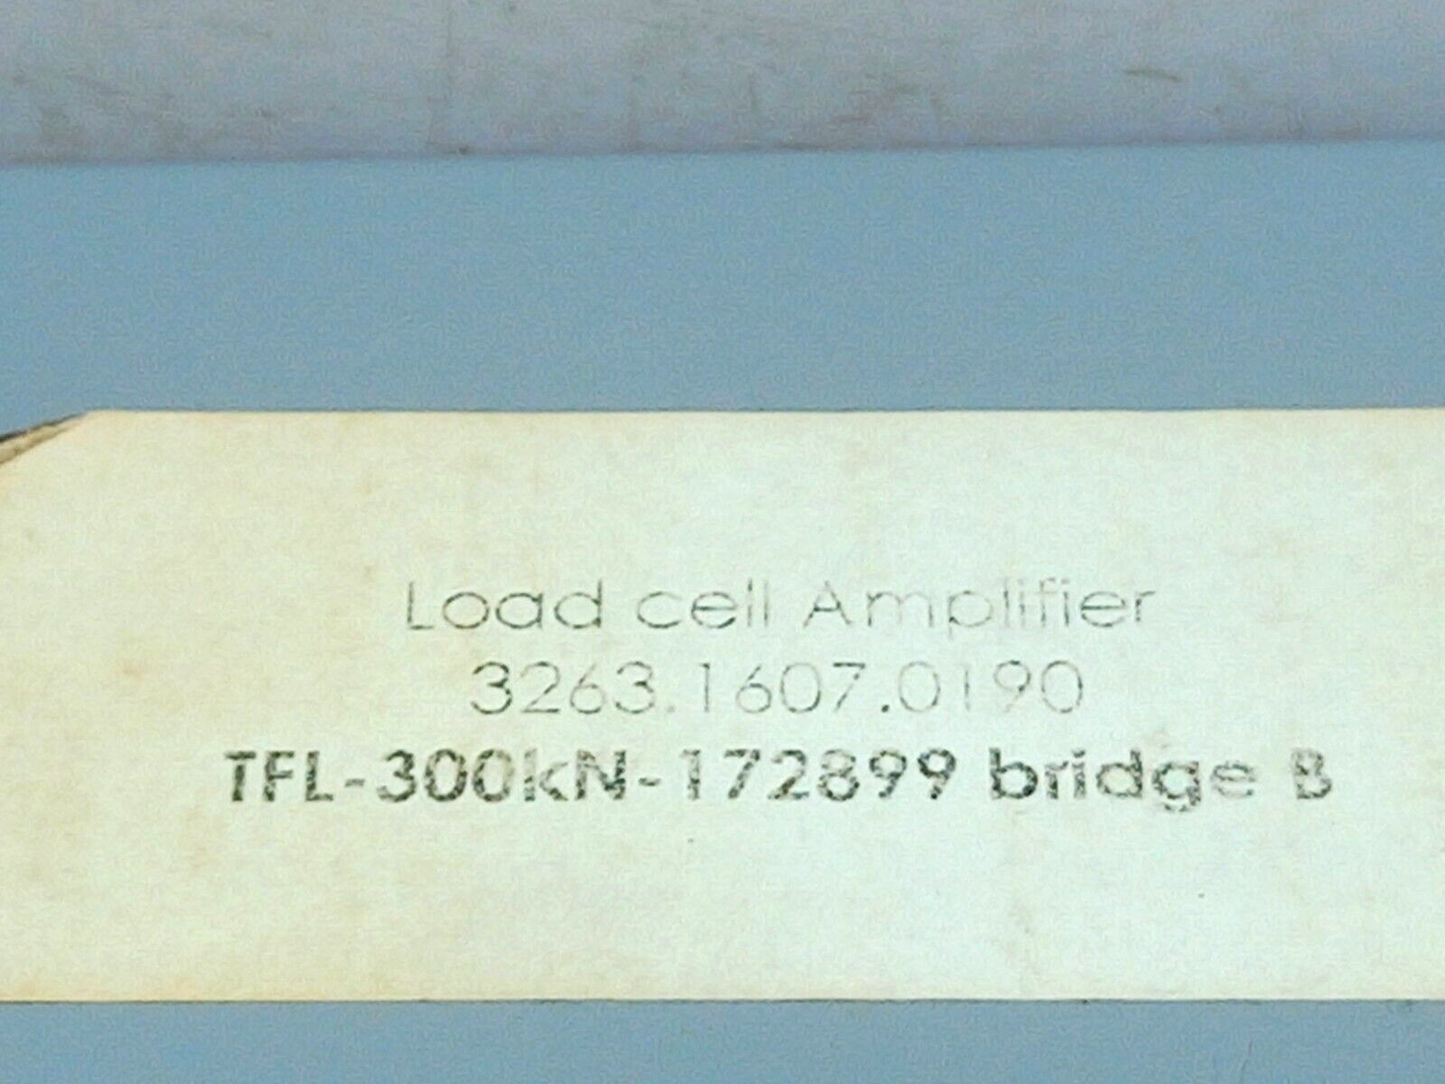 Load cell Amplifier
3263.1607.0190
TFL-300kN-172899 bridge B